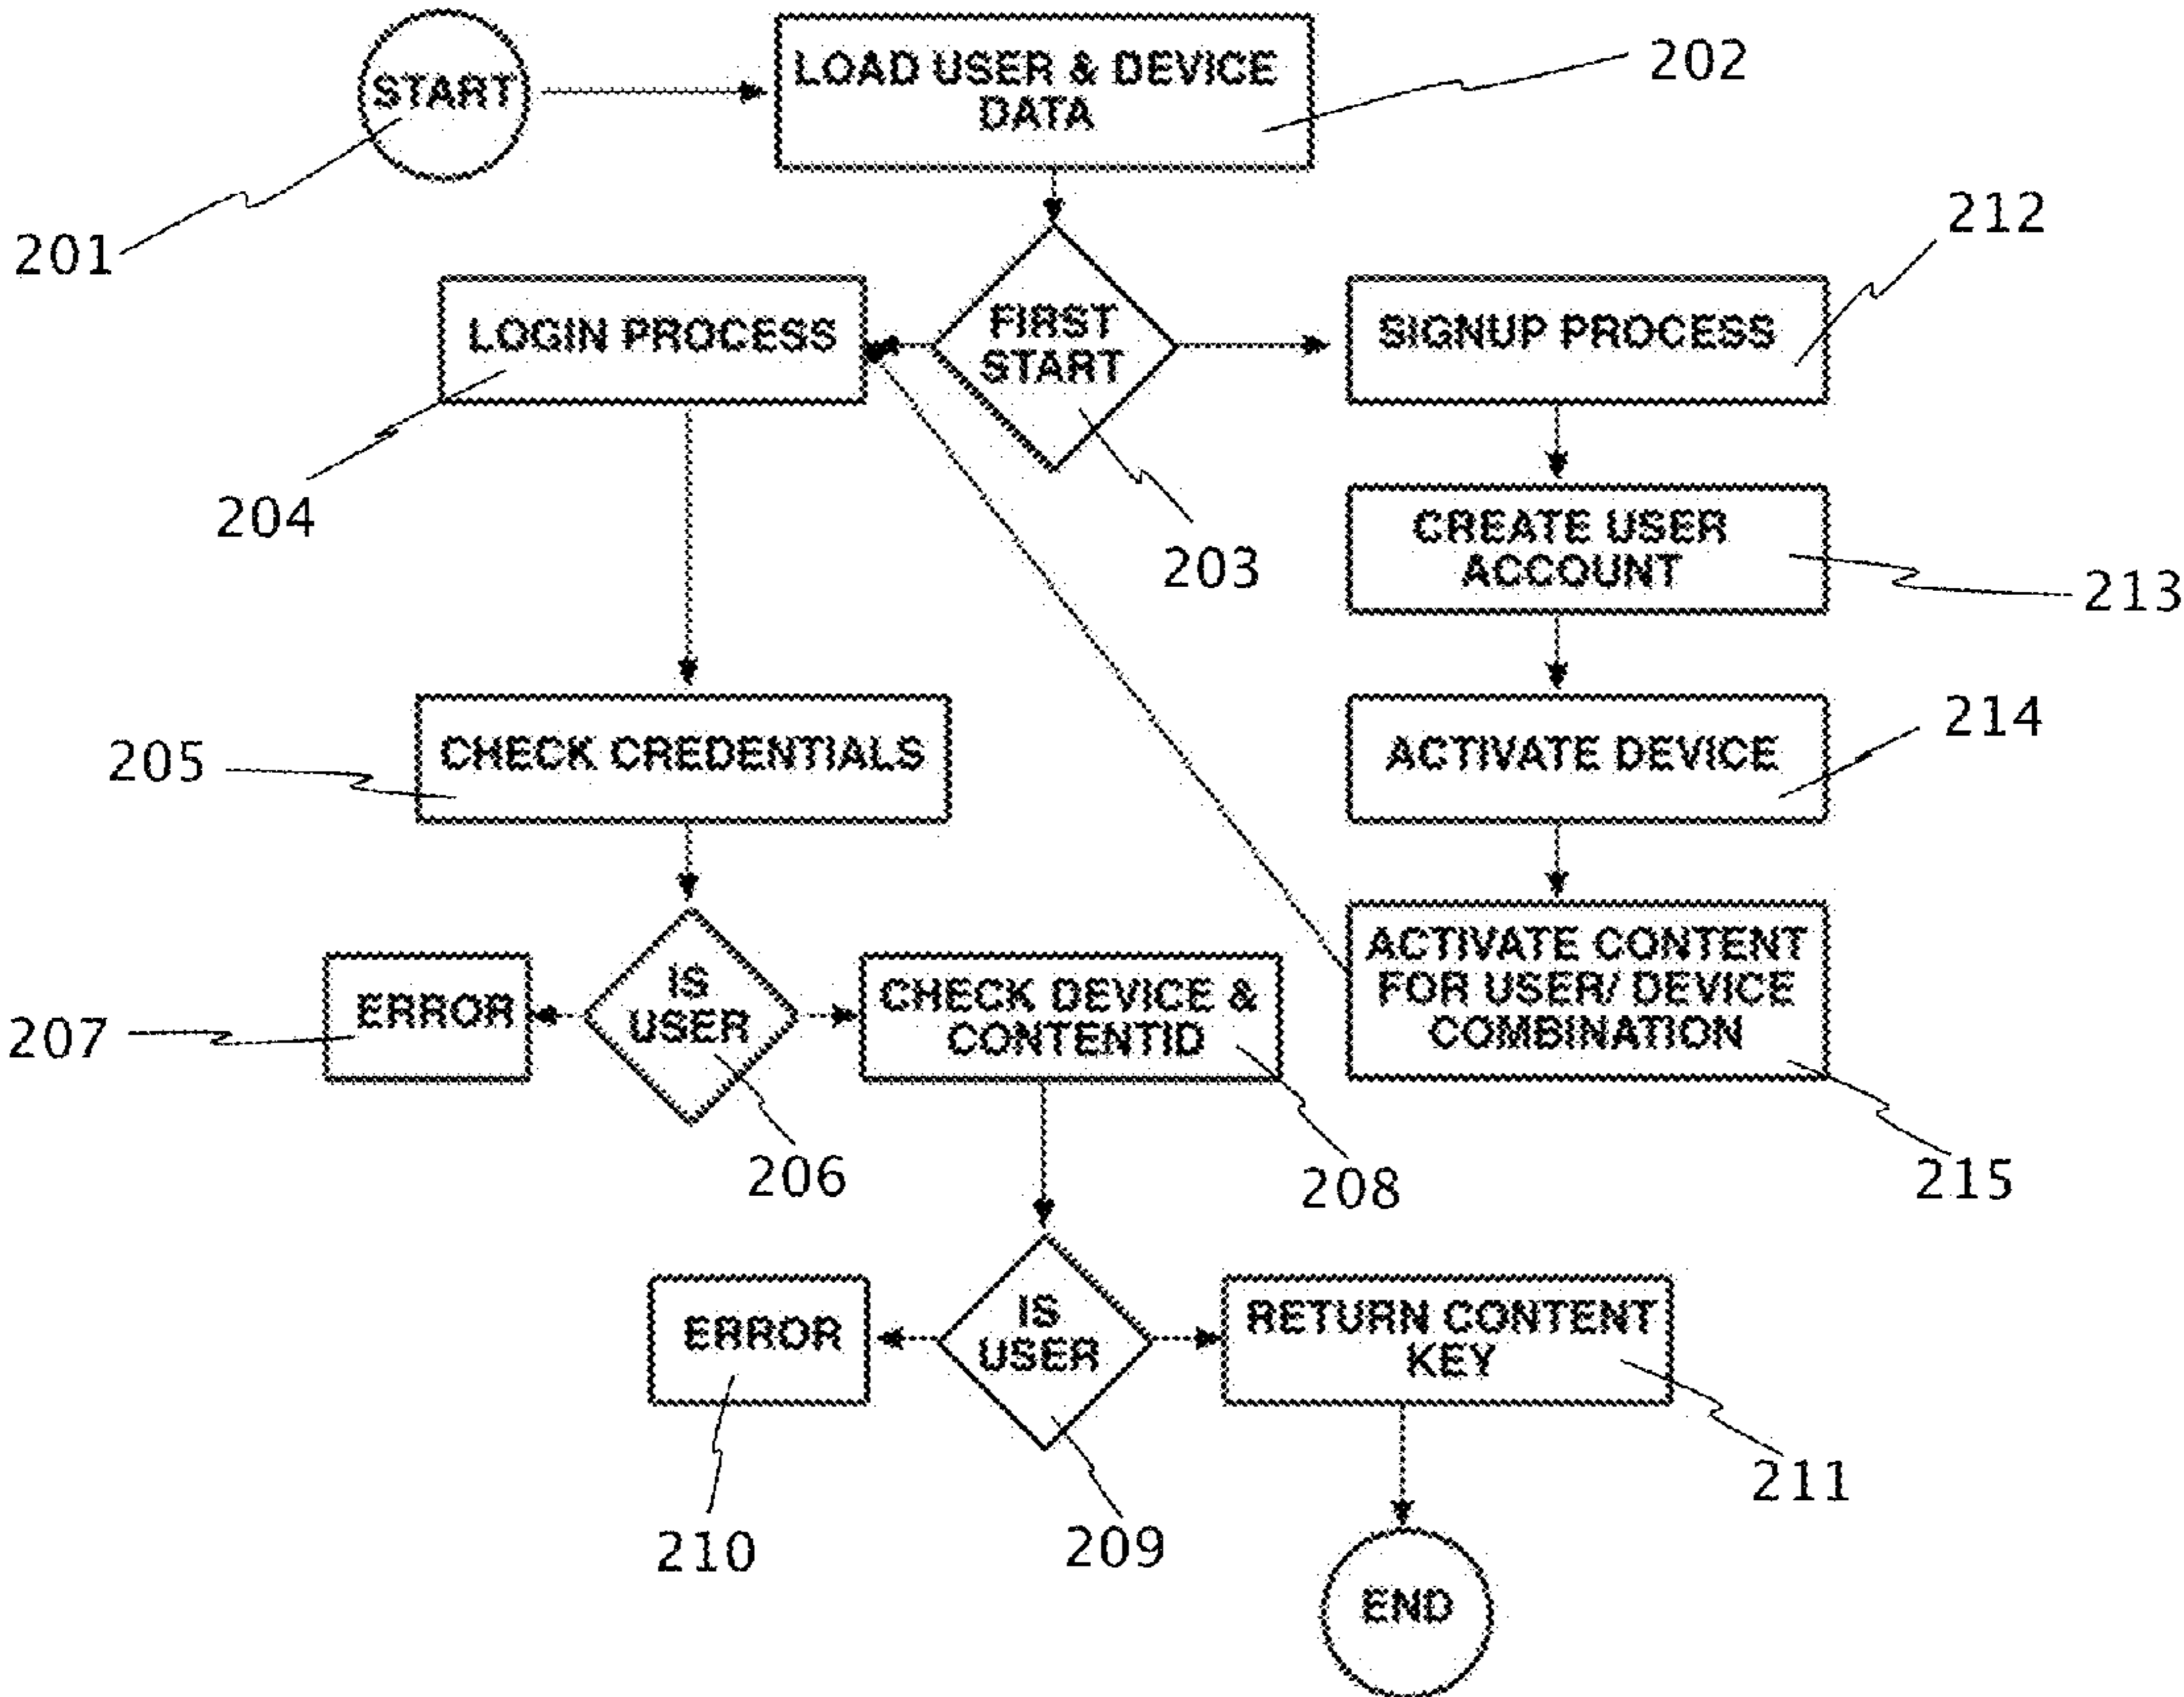 START
LOAD USER & DEVICE
DATA
202
201
212
LOGIN PROCESS
FIRST
START
SIGNUP PROCESS
204
203
CREATE USER
ACCOUNT
213
CHECK CREDENTIALS
205
ACTIVATE DEVICE
214
ERROR
207
IS
USER
206
CHECK DEVICE &
CONTENTID
208
ACTIVATE CONTENT
FOR USER/ DEVICE
COMBINATION
215
ERROR
210
IS
USER
209
RETURN CONTENT
KEY
211
END